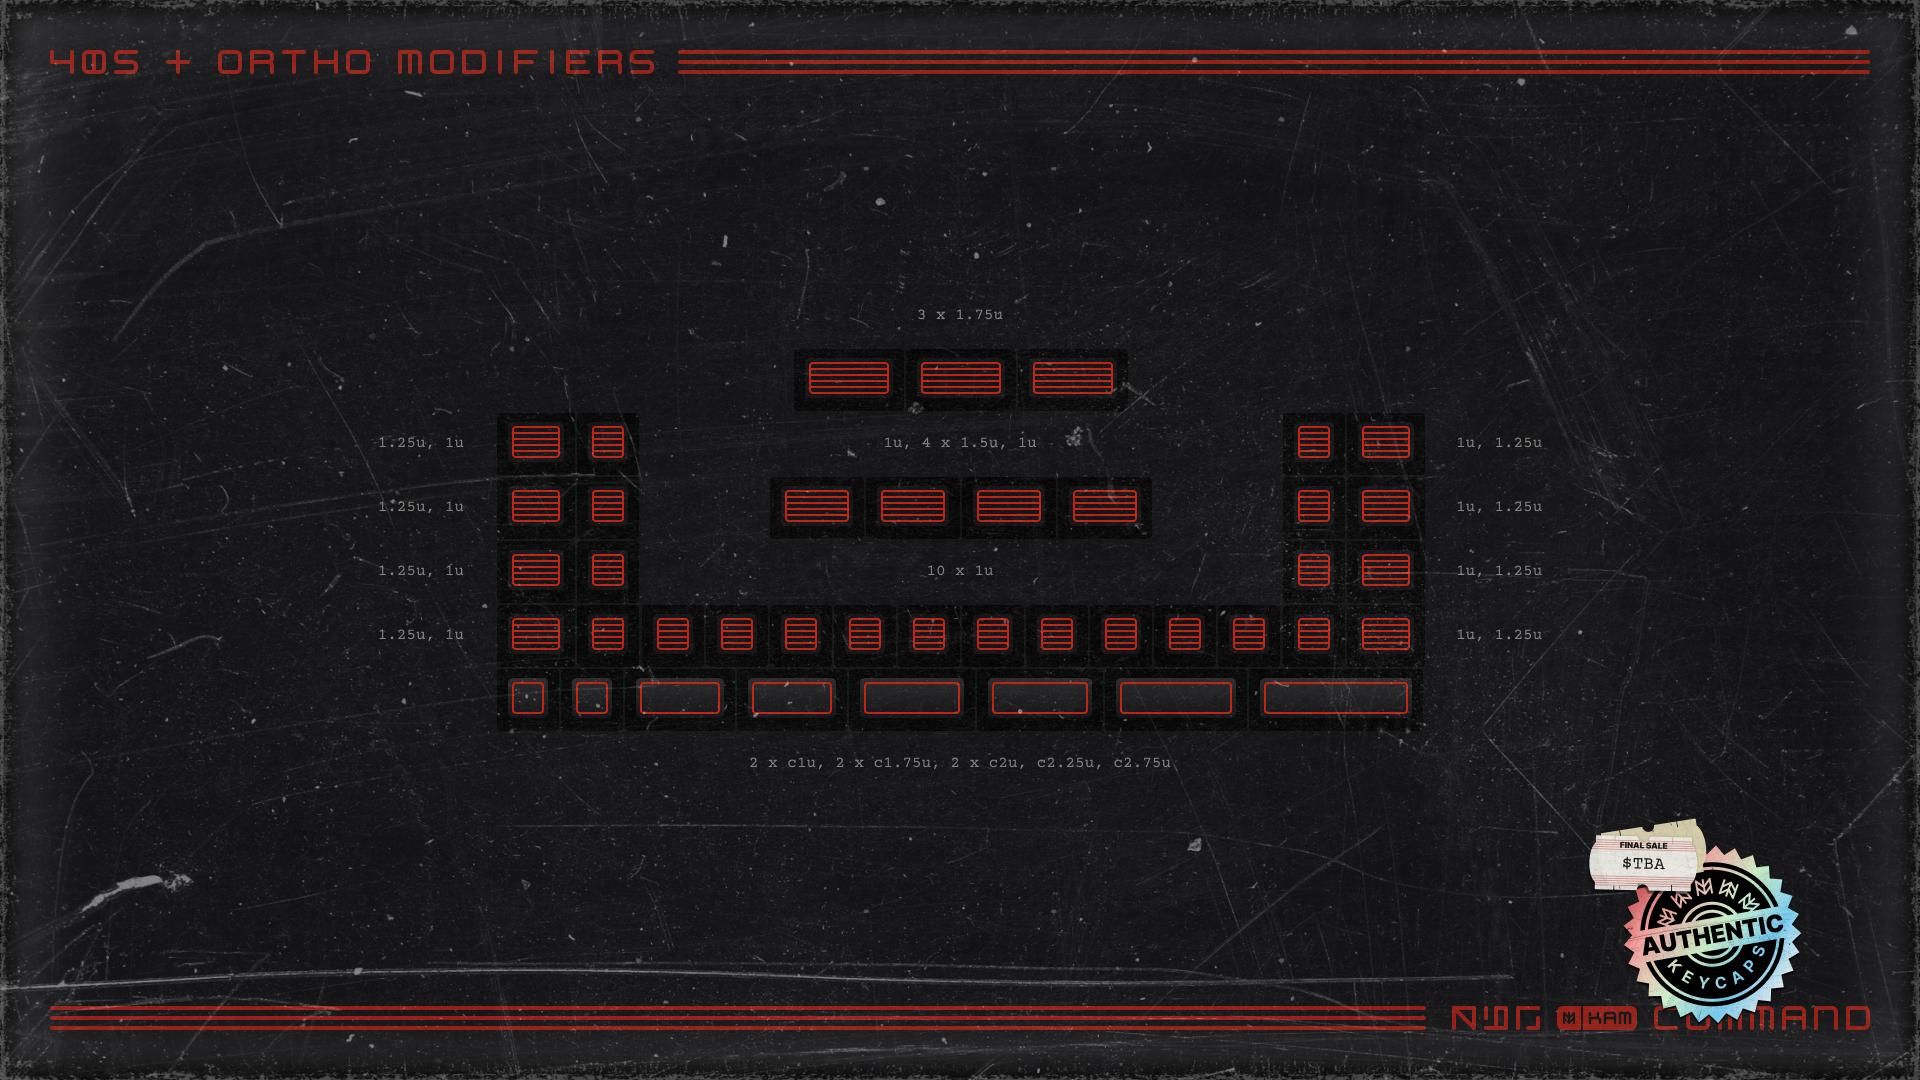 40S + ORTHO MODIFIERS
3 x 1.75u
1.25u, 1u
1u, 4 x 1.5u, 1u
1u, 1.25u
1.25u, 1u
1u, 1.25u
1.25u, 1u
10 x 1u
1u, 1.25u
1.25u, 1u
1u, 1.25u
2 x c1u, 2 x c1.75u, 2 x c2u, c2.25u, c2.75u
FINAL SALE
$TBA
AUTHENTIC
KEYCAPS
KAM
COMMAND